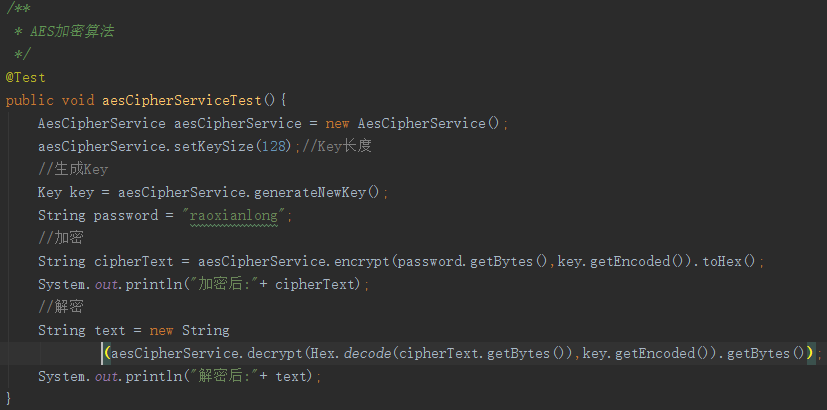 /**
 * AES加密算法
 */
@Test
public void aesCipherServiceTest(){
    AesCipherService aesCipherService = new AesCipherService();
    aesCipherService.setKeySize(128);//Key长度
    //生成Key
    Key key = aesCipherService.generateNewKey();
    String password = "raoxianlong";
    //加密
    String cipherText = aesCipherService.encrypt(password.getBytes(),key.getEncoded()).toHex();
    System.out.println("加密后:"+ cipherText);
    //解密
    String text = new String
            (aesCipherService.decrypt(Hex.decode(cipherText.getBytes()),key.getEncoded()).getBytes());
    System.out.println("解密后:"+ text);
}